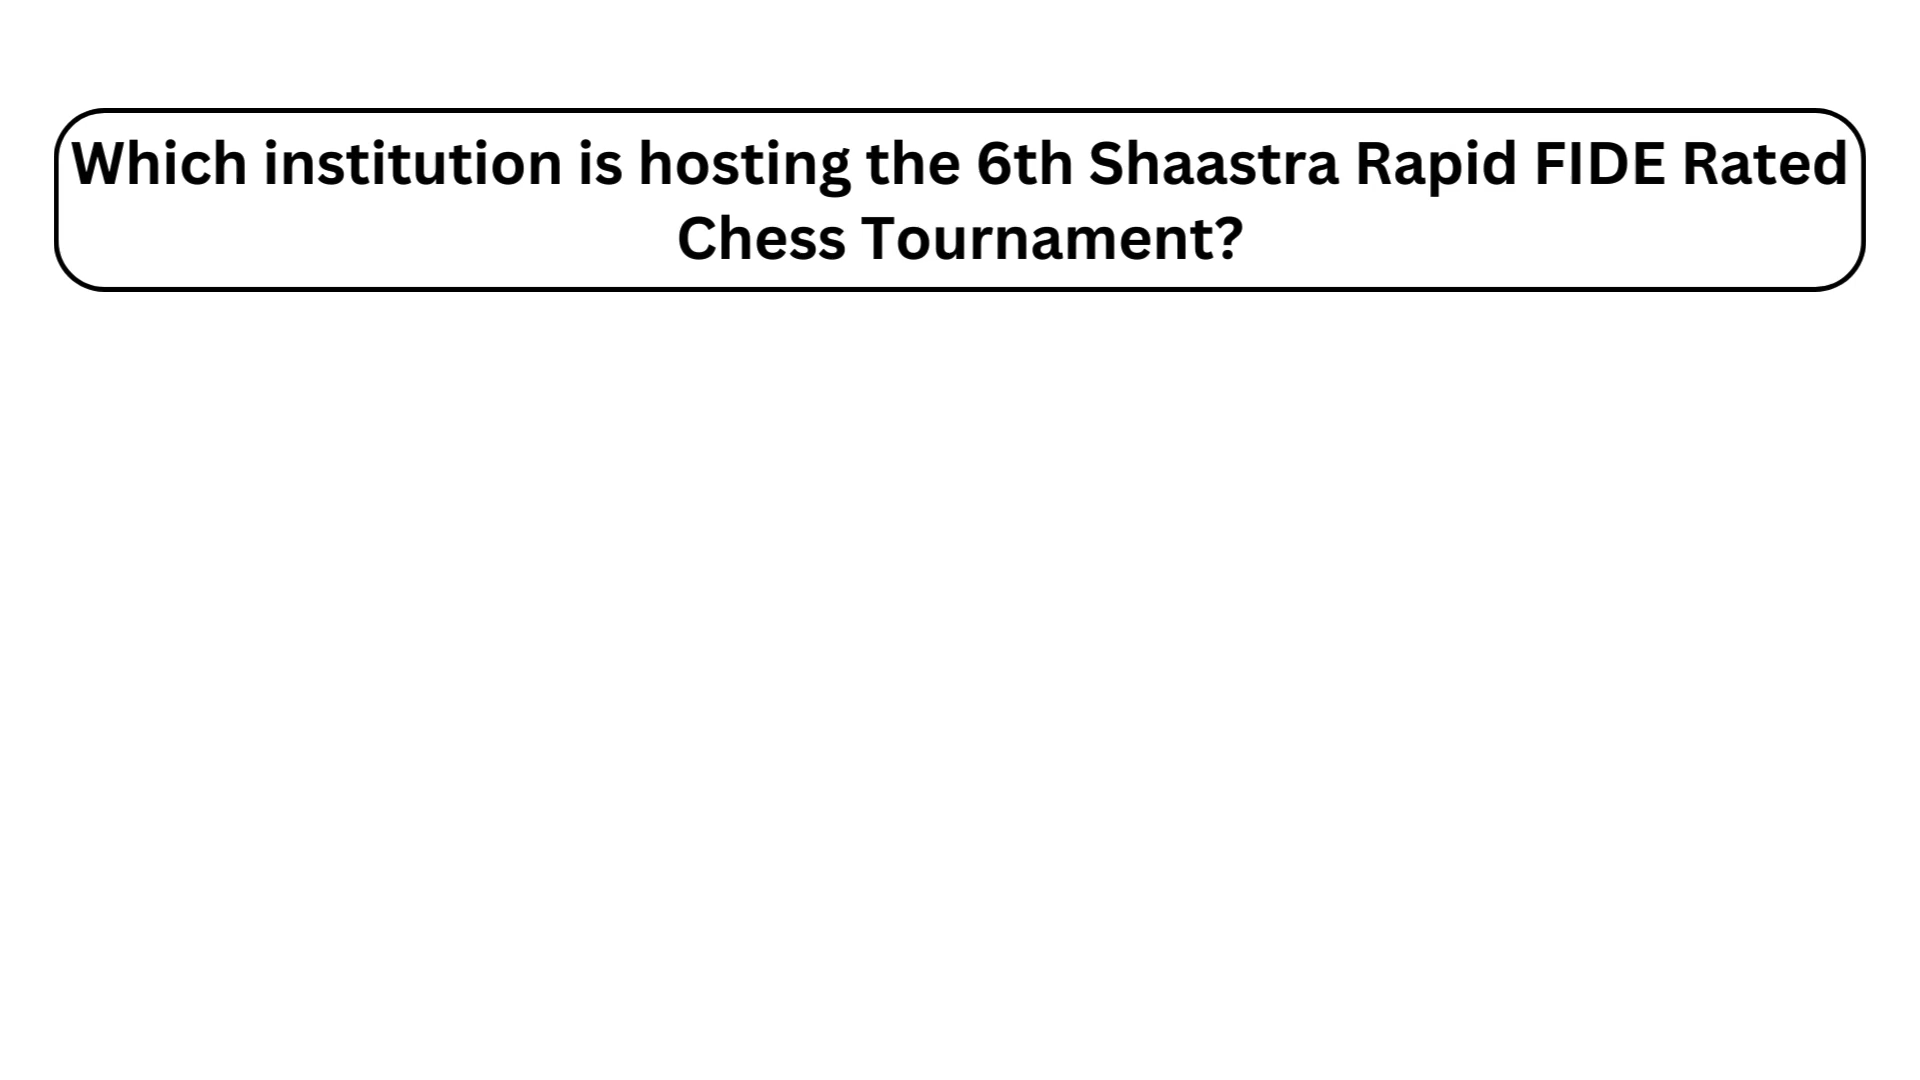 Which institution is hosting the 6th Shaastra Rapid FIDE Rated
Chess Tournament?